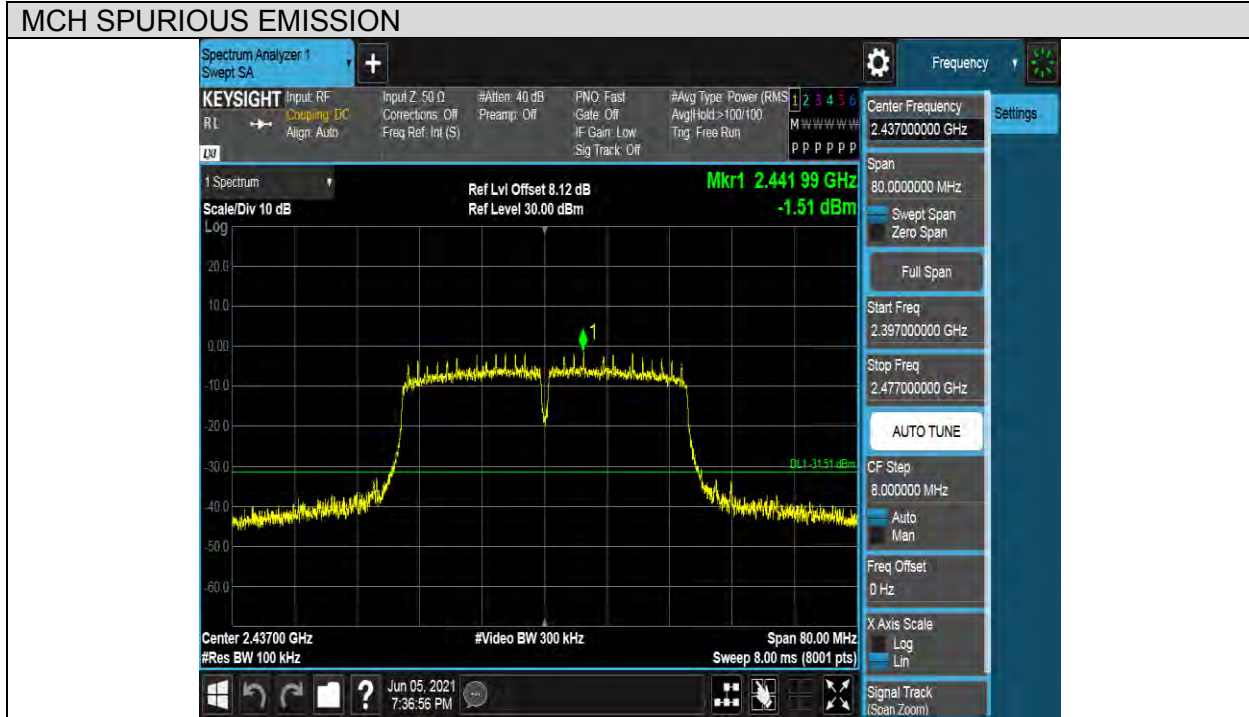 MCH SPURIOUS EMISSION
Spectrum Analyzer 1
Swept SA
+
Frequency
KEYSIGHT
RL
LXI
Input: RF
Coupling: DC
Align: Auto
Input Z: 50 Ω
Corrections: Off
Freq Ref: Int (S)
#Atten: 40 dB
Preamp: Off
PNO: Fast
Gate: Off
IF Gain: Low
Sig Track: Off
#Avg Type: Power (RMS
Avg|Hold:>100/100
Trig: Free Run
1 2 3 4 5 6
M W W W W W
P P P P P P
1 Spectrum
Scale/Div 10 dB
Log
Ref Lvl Offset 8.12 dB
Ref Level 30.00 dBm
Mkr1 2.441 99 GHz
-1.51 dBm
20.0
10.0
0.00
-10.0
-20.0
-30.0
-40.0
-50.0
-60.0
1
DL1 -31.51 dBm
Center 2.43700 GHz
#Res BW 100 kHz
#Video BW 300 kHz
Span 80.00 MHz
Sweep 8.00 ms (8001 pts)
?
Jun 05, 2021
7:36:56 PM
Center Frequency
2.437000000 GHz
Settings
Span
80.0000000 MHz
Swept Span
Zero Span
Full Span
Start Freq
2.397000000 GHz
Stop Freq
2.477000000 GHz
AUTO TUNE
CF Step
8.000000 MHz
Auto
Man
Freq Offset
0 Hz
X Axis Scale
Log
Lin
Signal Track
(Span Zoom)